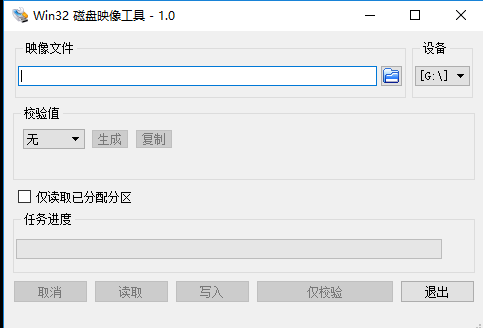 Win32 磁盘映像工具 - 1.0
映像文件
设备
[G:\]
校验值
无
生成
复制
仅读取已分配分区
任务进度
取消
读取
写入
仅校验
退出